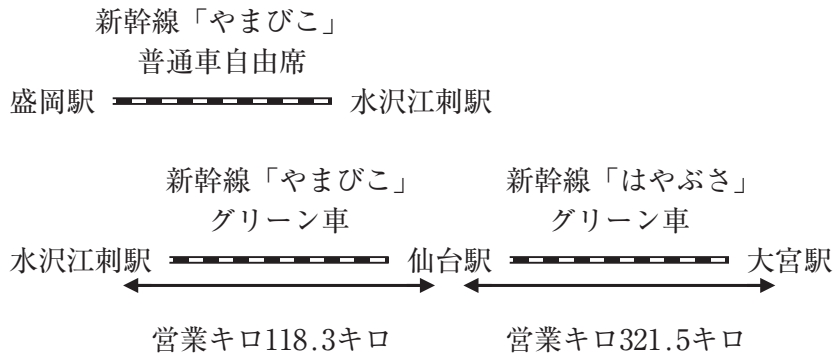 新幹線「やまびこ」
普通車自由席
盛岡駅 水沢江刺駅
新幹線「やまびこ」 新幹線「はやぶさ」
グリーン車 グリーン車
水沢江刺駅 仙台駅 大宮駅
営業キロ118.3キロ 営業キロ321.5キロ